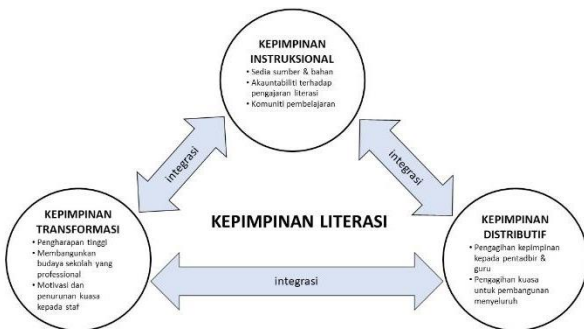 KEPIMPINAN
INSTRUKSIONAL
• Sedia sumber & bahan
• Akauntabiliti terhadap
pengajaran literasi
• Komuniti pembelajaran
integrasi
integrasi
KEPIMPINAN LITERASI
KEPIMPINAN
TRANSFORMASI
• Pengharapan tinggi
• Membangunkan
budaya sekolah yang
professional
• Motivasi dan
penurunan kuasa
kepada staf
integrasi
KEPIMPINAN
DISTRIBUTIF
• Pengagihan kepimpinan
kepada pentadbir &
guru
• Pengagihan kuasa
untuk pembangunan
menyeluruh